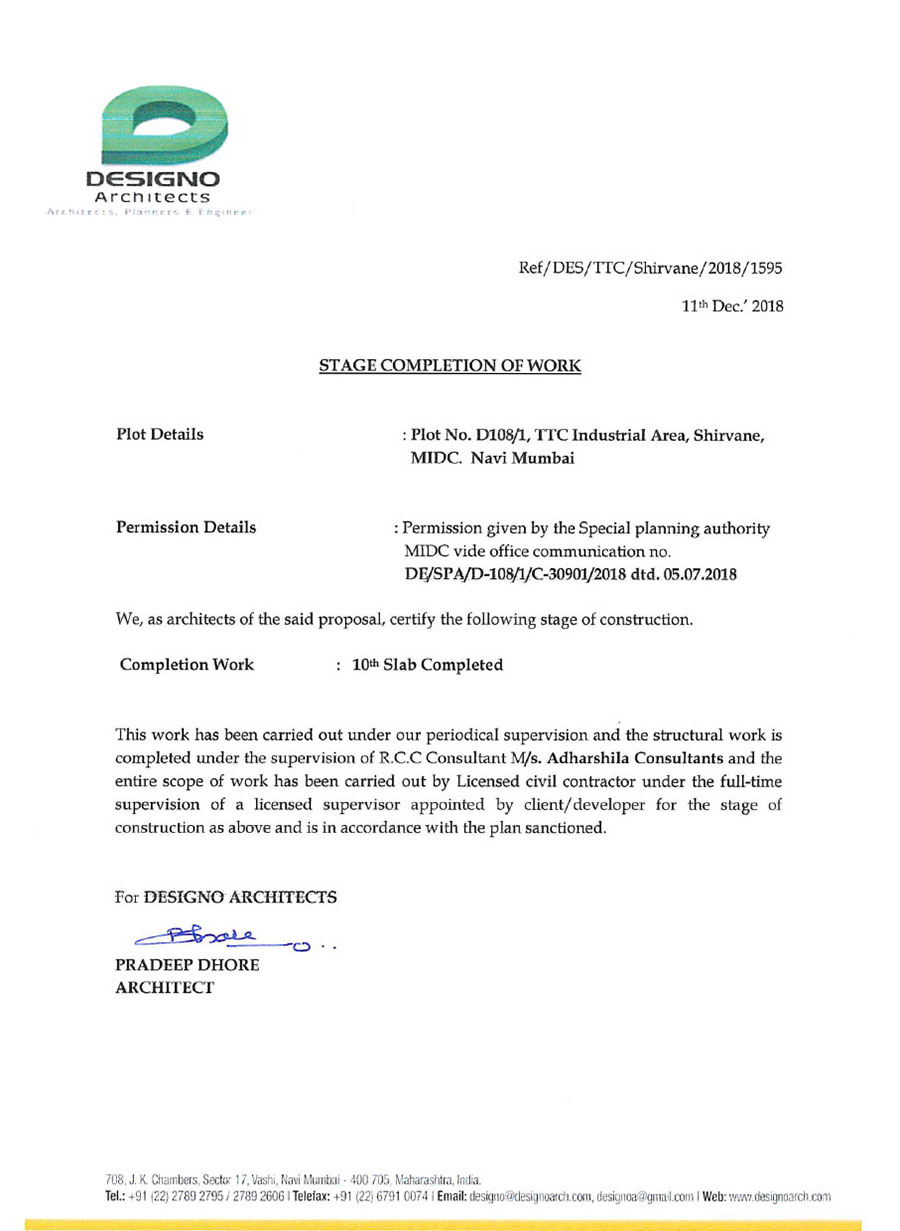 DESIGNO
Architects
Architects, Planners & Engineer
Ref/DES/TTC/Shirvane/2018/1595
11th Dec.' 2018
STAGE COMPLETION OF WORK
Plot Details : Plot No. D108/1, TTC Industrial Area, Shirvane,
MIDC. Navi Mumbai
Permission Details : Permission given by the Special planning authority
MIDC vide office communication no.
DE/SPA/D-108/1/C-30901/2018 dtd. 05.07.2018
We, as architects of the said proposal, certify the following stage of construction.
Completion Work : 10th Slab Completed
This work has been carried out under our periodical supervision and the structural work is
completed under the supervision of R.C.C Consultant M/s. Adharshila Consultants and the
entire scope of work has been carried out by Licensed civil contractor under the full-time
supervision of a licensed supervisor appointed by client/developer for the stage of
construction as above and is in accordance with the plan sanctioned.
For DESIGNO ARCHITECTS
PRADEEP DHORE
ARCHITECT
708, J. K. Chambers, Sector 17, Vashi, Navi Mumbai - 400 705, Maharashtra, India.
Tel.: +91 (22) 2789 2795 / 2789 2606 | Telefax: +91 (22) 6791 0074 | Email: designo@designoarch.com, designoa@gmail.com | Web: www.designoarch.com